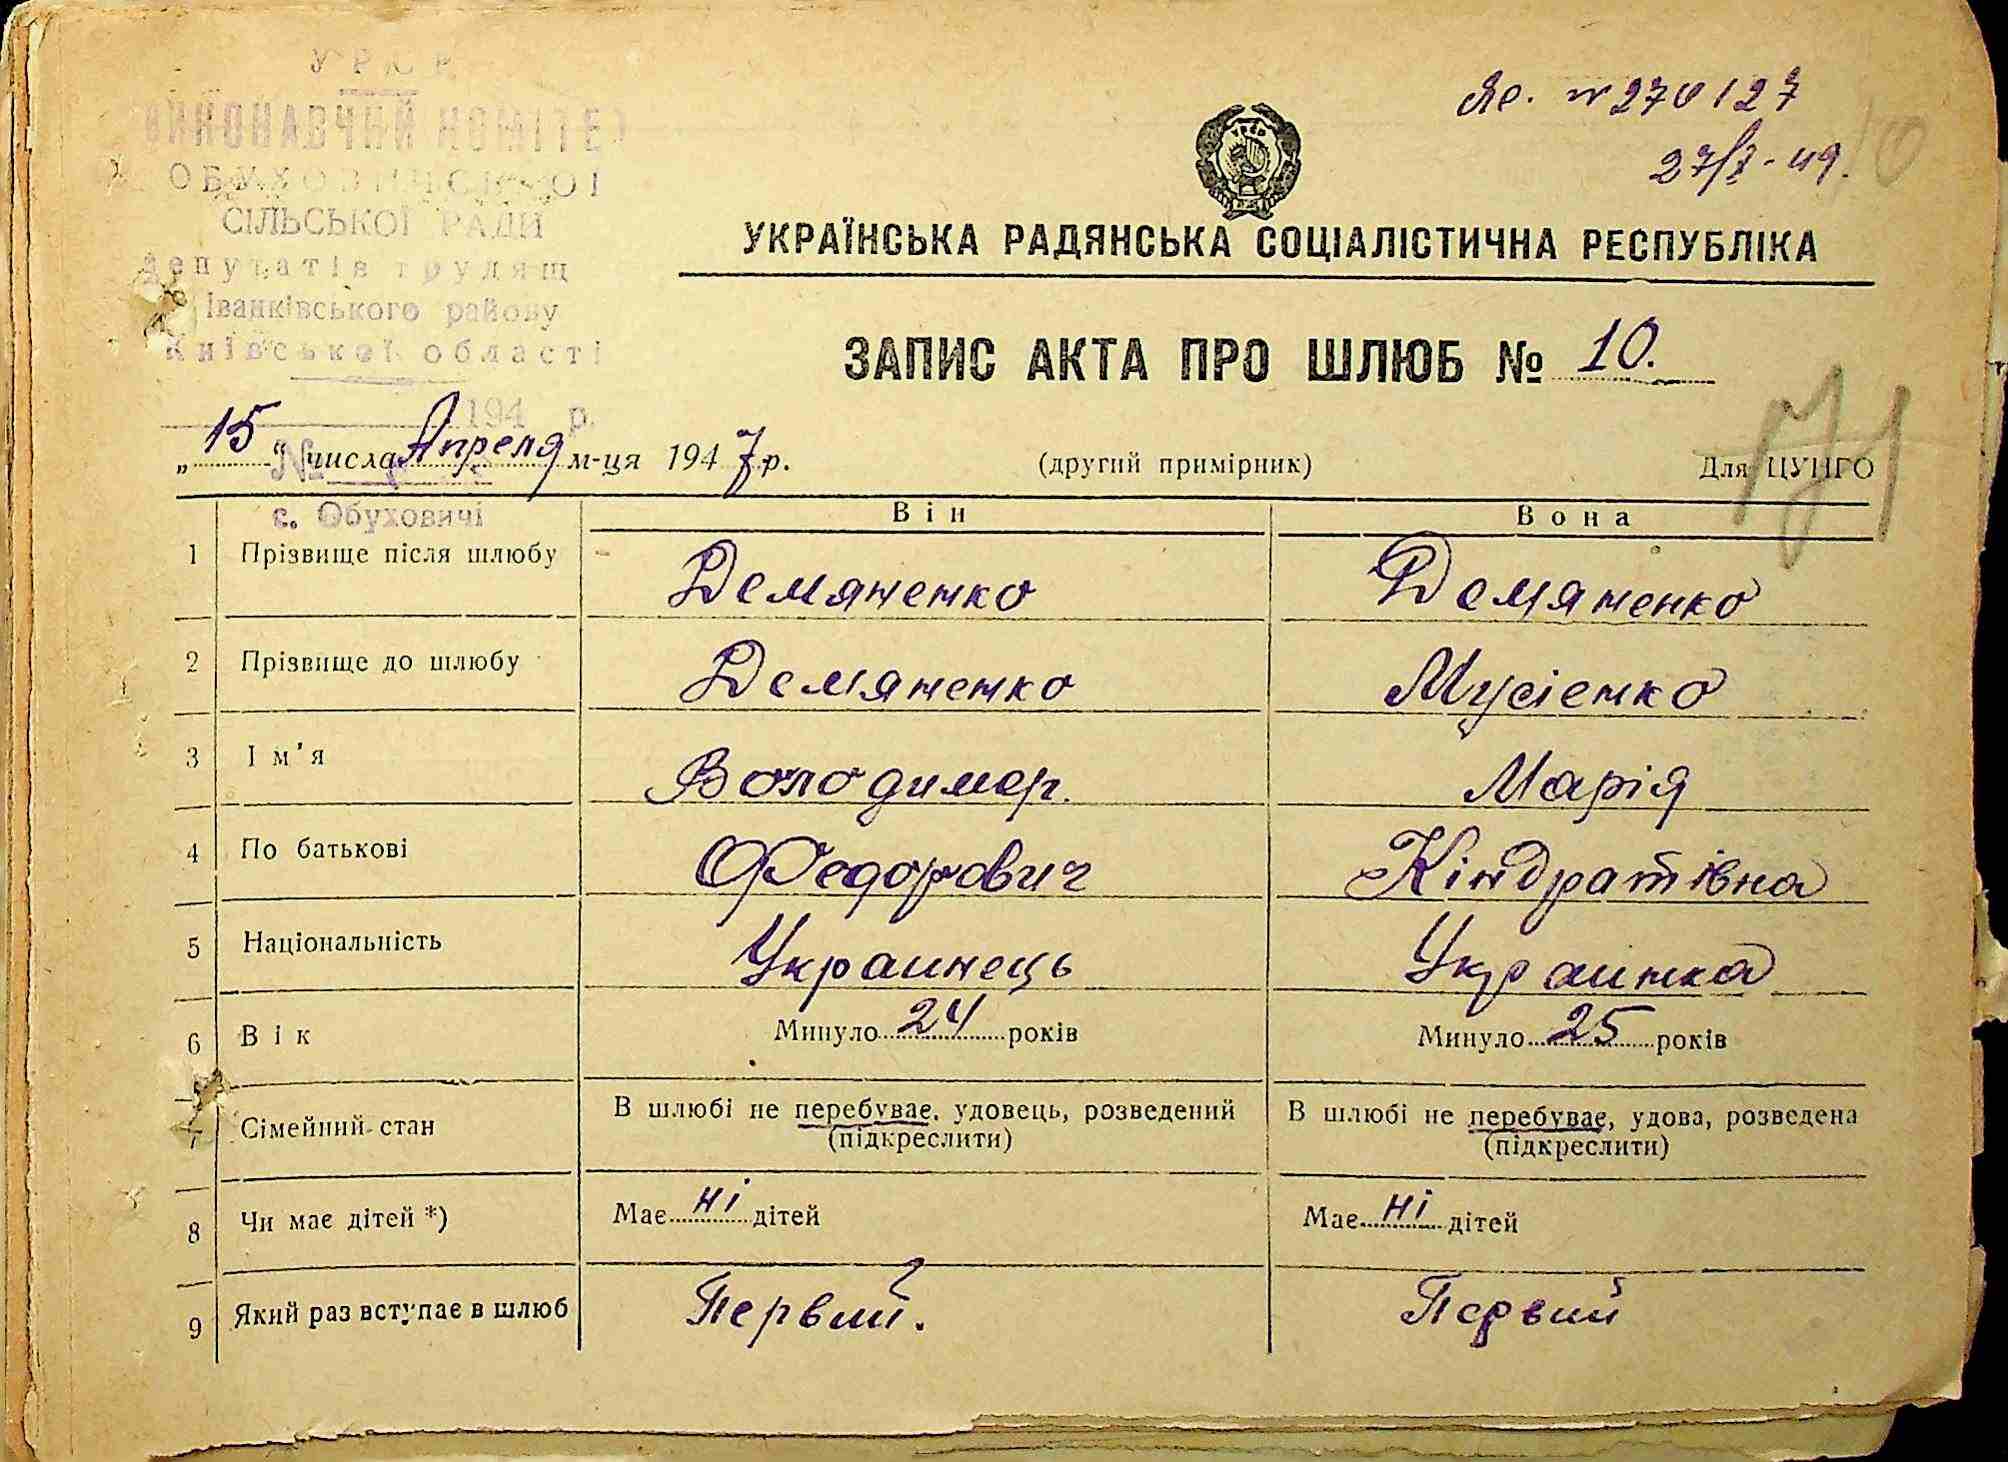 У Р С Р
ВИКОНАВЧИЙ КОМІТЕТ
ОБУХОВИЧСЬКОЇ
СІЛЬСЬКОЇ РАДИ
депутатів трудящ
Іванківського району
Київської області
194 р.
№
с. Обуховичі
№ 270127
27/X-49.
УКРАЇНСЬКА РАДЯНСЬКА СОЦІАЛІСТИЧНА РЕСПУБЛІКА
ЗАПИС АКТА ПРО ШЛЮБ № 10.
171
„15“ числа Апреля м-ця 1947 р. (другий примірник) Для ЦУНГО
Він Вона
1 Прізвище після шлюбу Демяненко Демяненко
2 Прізвище до шлюбу Демяненко Мусіенко
3 Ім'я Володимер. Марія
4 По батькові Федорович Кіндратівна
5 Національність Украинець Украинка
6 Вік Минуло 24 років Минуло 25 років
7 Сімейний стан В шлюбі не перебуває, удовець, розведений В шлюбі не перебуває, удова, розведена
(підкреслити) (підкреслити)
8 Чи має дітей *) Має ні дітей Має ні дітей
9 Який раз вступає в шлюб Первий. Первий